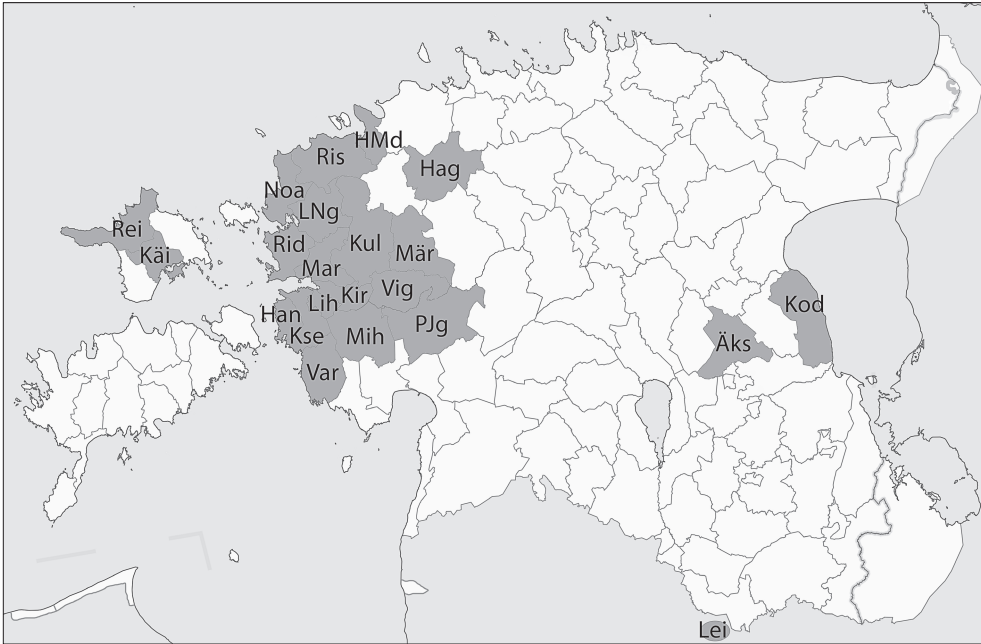 HMd
Ris
Hag
Noa
LNg
Rei
Rid
Kul
Mär
Käi
Mar
Vig
Lih
Kir
Kod
Han
Kse
Mih
PJg
Äks
Var
Lei